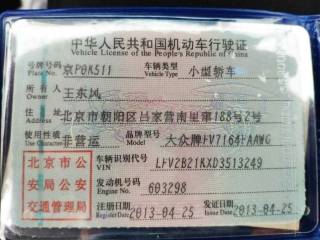 中华人民共和国机动车行驶证
Vehicle License of the People's Republic of China
号牌号码 京P0K511 车辆类型 小型轿车
Plate No. Vehicle Type
所有人 王东风
Owner
住址 北京市朝阳区吕家营南里第188号2号
Address
使用性质 非营运 品牌型号 大众牌FV7164FAAWG
Use Character Model
北京市公 车辆识别代号 LFV2B21KXD3513249
VIN
安局公安 发动机号码 603298
Engine No.
交通管理局 注册日期 2013-04-25 发证日期 2013-04-25
Register Date Issue Date